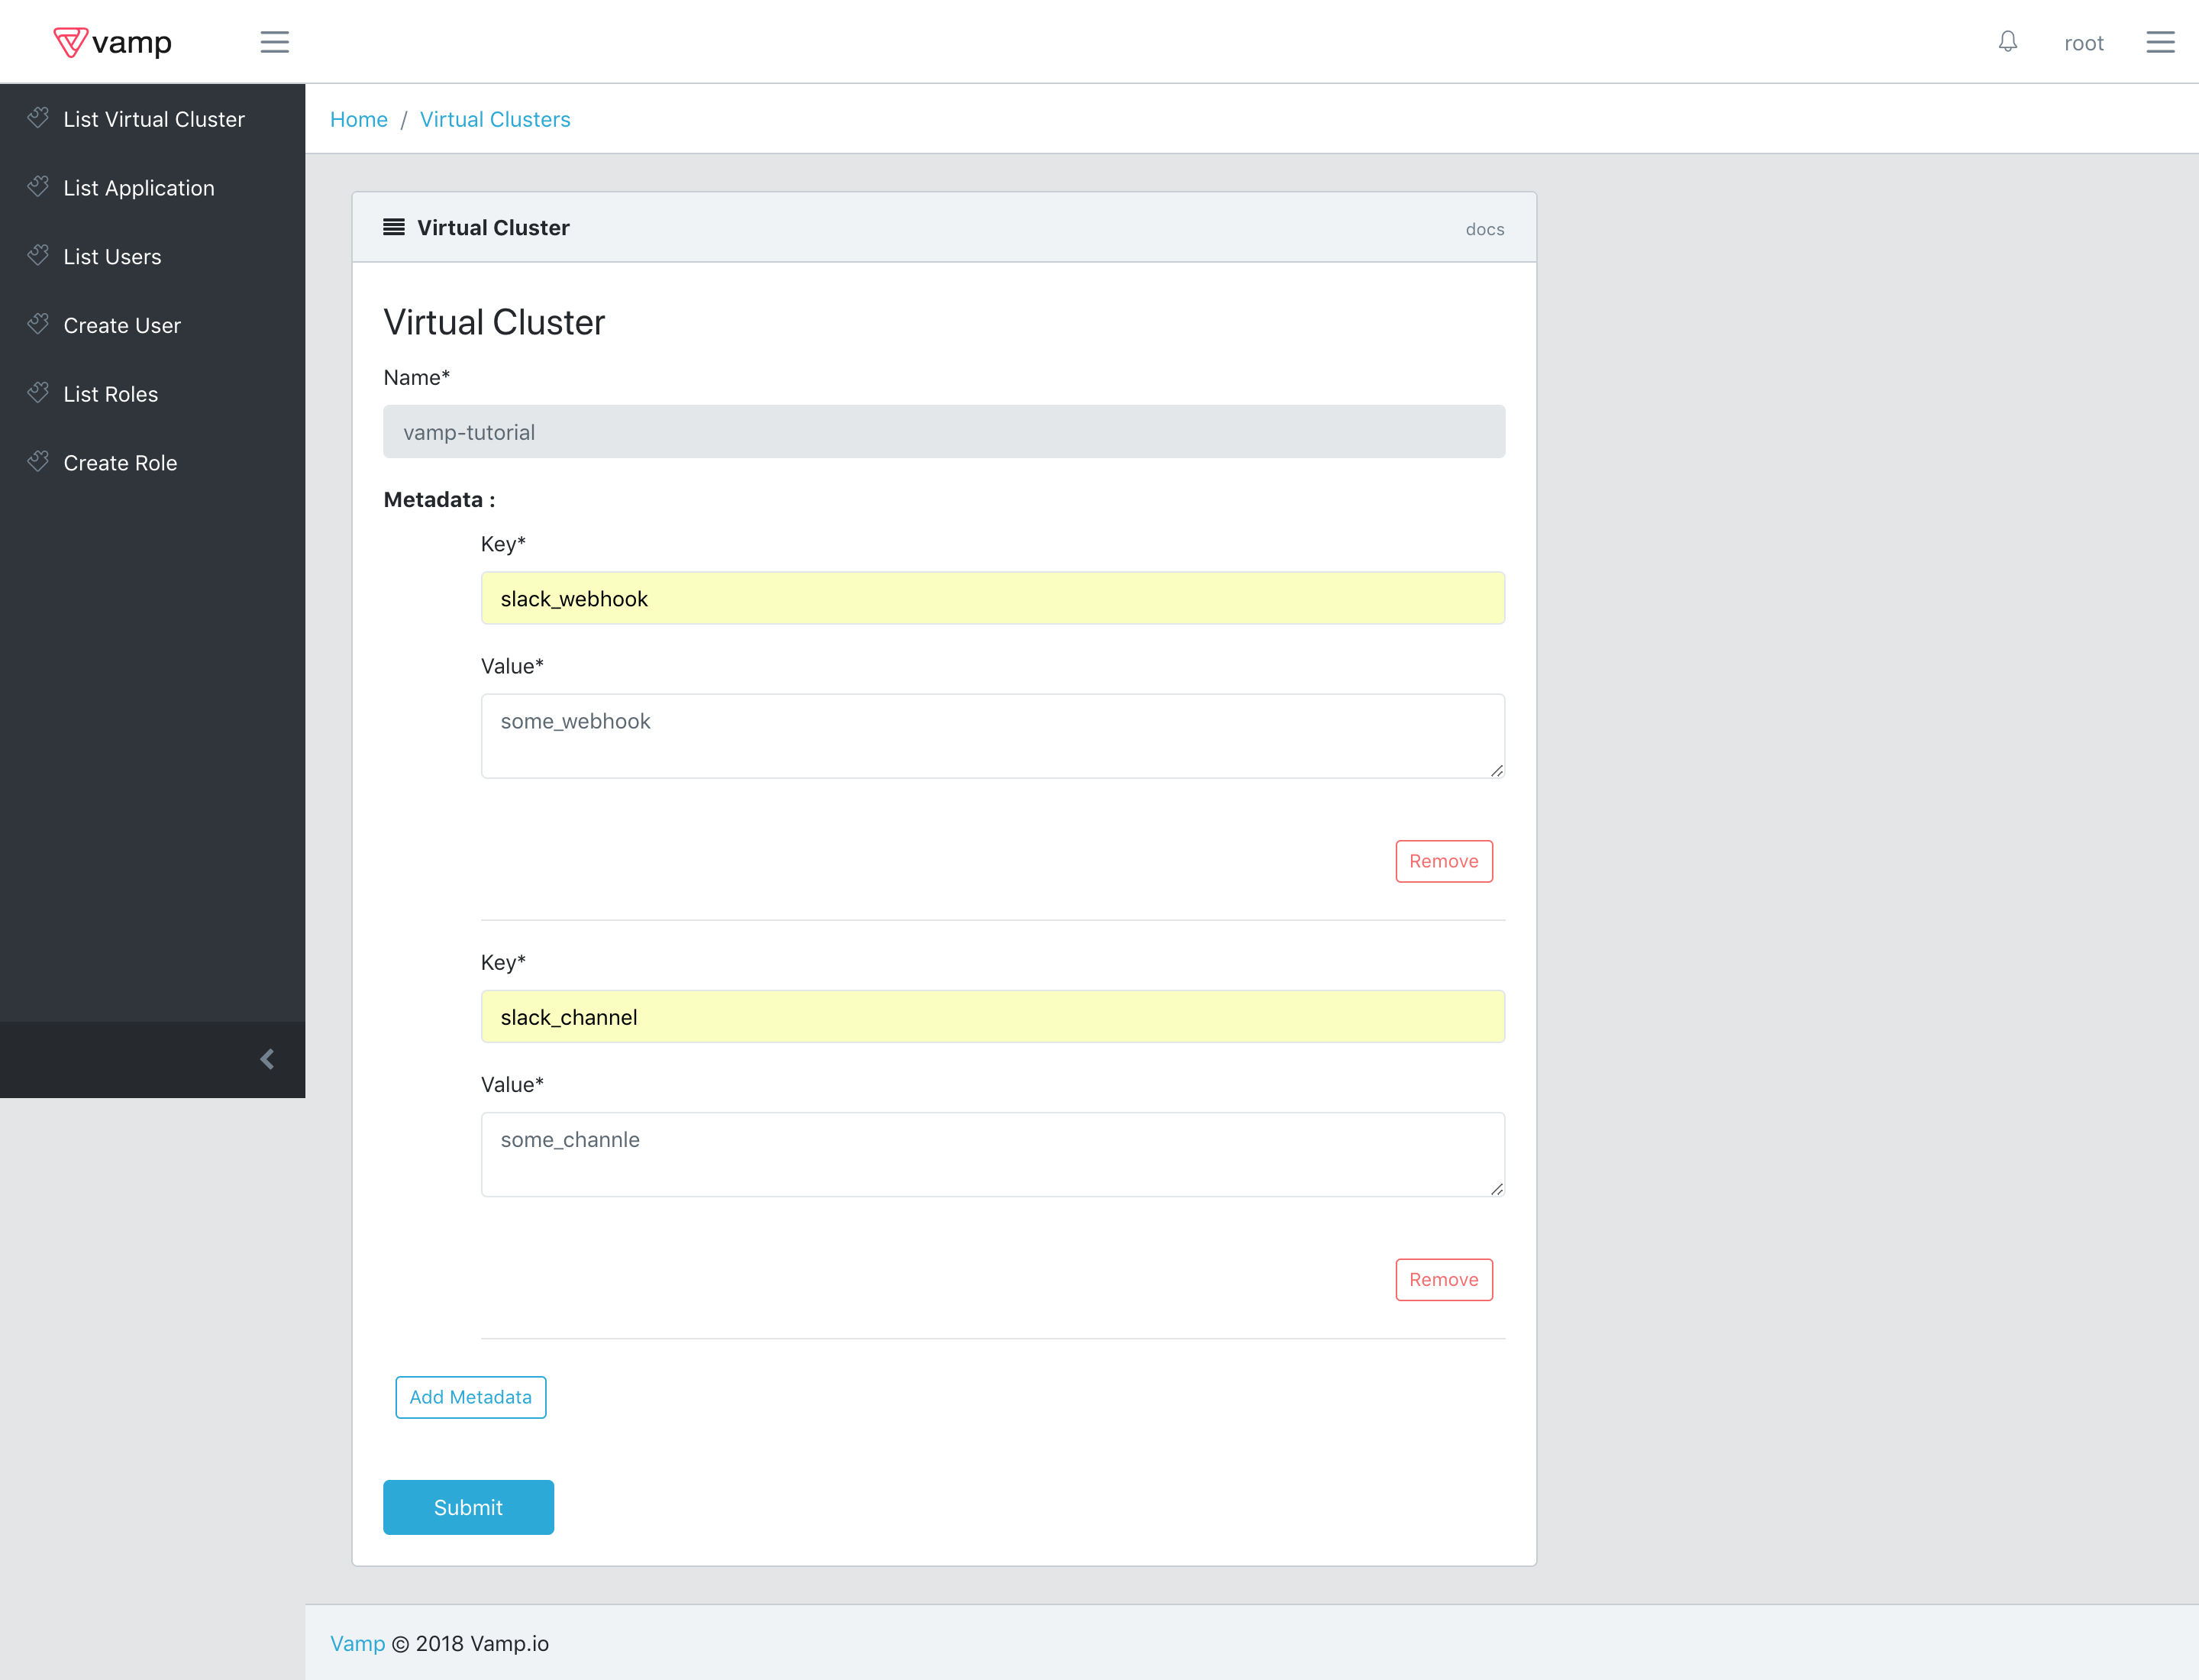 vamp
root
List Virtual Cluster
List Application
List Users
Create User
List Roles
Create Role
Home / Virtual Clusters
Virtual Cluster
docs
Virtual Cluster
Name*
vamp-tutorial
Metadata :
Key*
slack_webhook
Value*
some_webhook
Remove
Key*
slack_channel
Value*
some_channle
Remove
Add Metadata
Submit
Vamp © 2018 Vamp.io